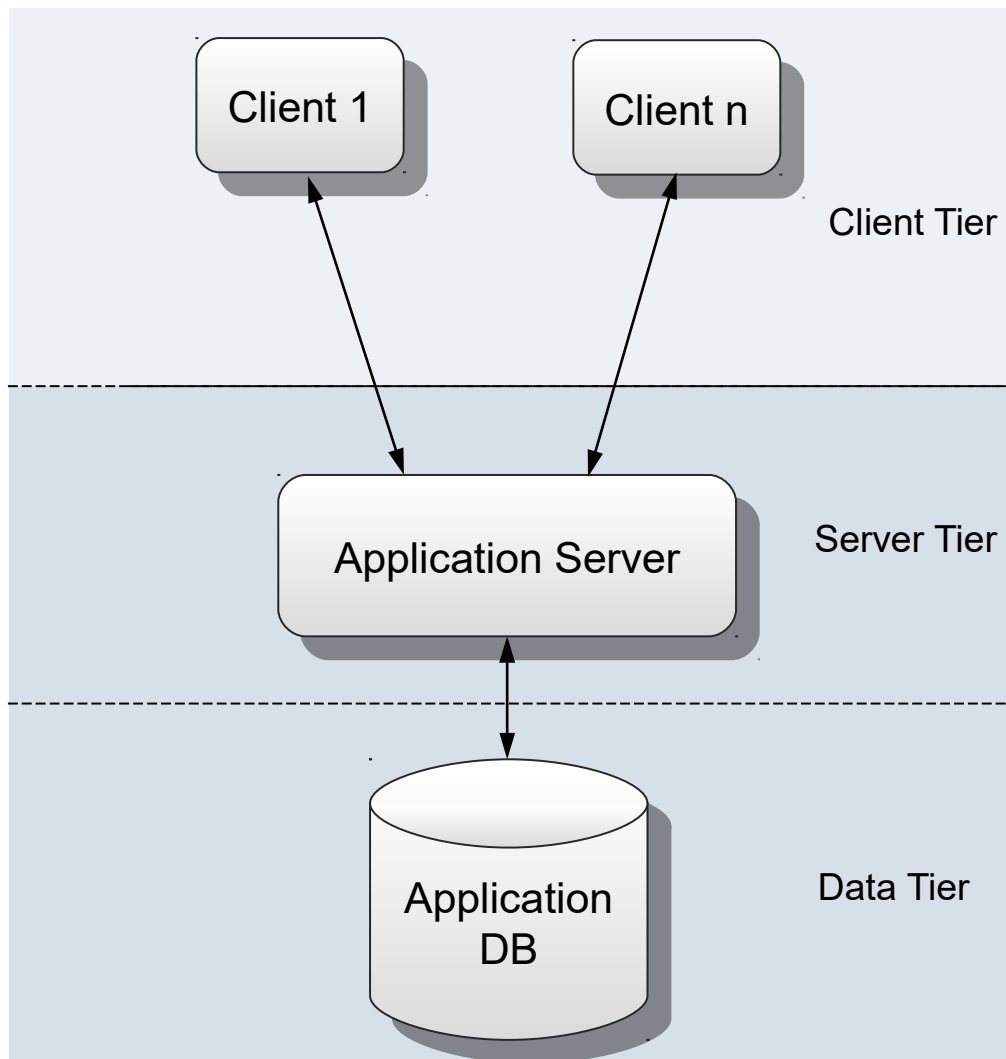 Client 1
Client n
Client Tier
Application Server
Server Tier
Application
DB
Data Tier